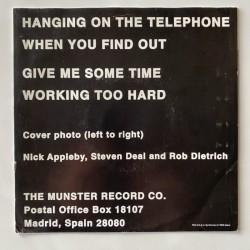 HANGING ON THE TELEPHONE
WHEN YOU FIND OUT
GIVE ME SOME TIME
WORKING TOO HARD
Cover photo (left to right)
Nick Appleby, Steven Deal and Rob Dietrich
THE MUNSTER RECORD CO.
Postal Office Box 18107
Madrid, Spain 28080